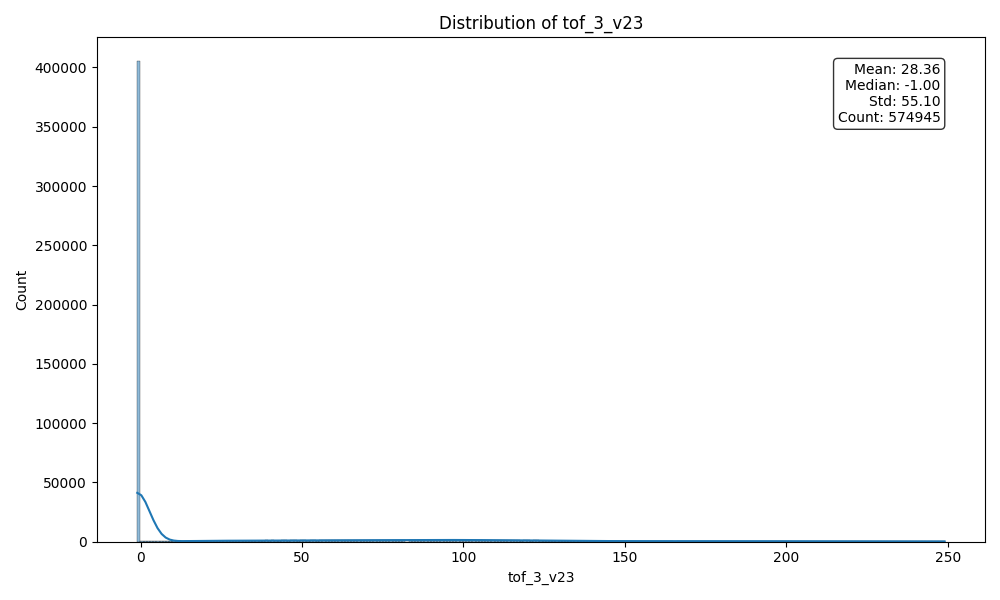 Distribution of tof_3_v23
Mean: 28.36
Median: -1.00
Std: 55.10
Count: 574945
400000
350000
300000
250000
200000
150000
100000
50000
0
Count
0 50 100 150 200 250
tof_3_v23